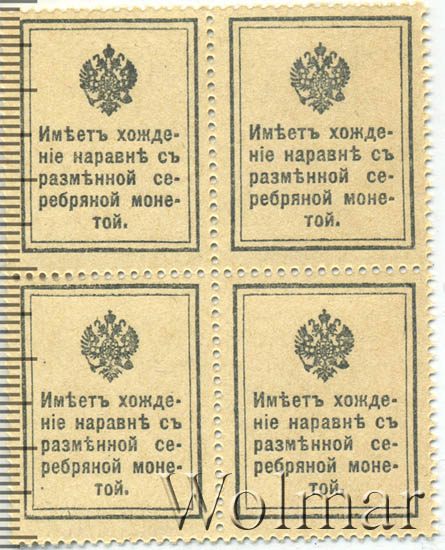 Имѣетъ хожде-
ніе наравнѣ съ
размѣнной се-
ребряной моне-
той.
Имѣетъ хожде-
ніе наравнѣ съ
размѣнной се-
ребряной моне-
той.
Имѣетъ хожде-
ніе наравнѣ съ
размѣнной се-
ребряной моне-
той.
Имѣетъ хожде-
ніе наравнѣ съ
размѣнной се-
ребряной моне-
той.
Wolmar